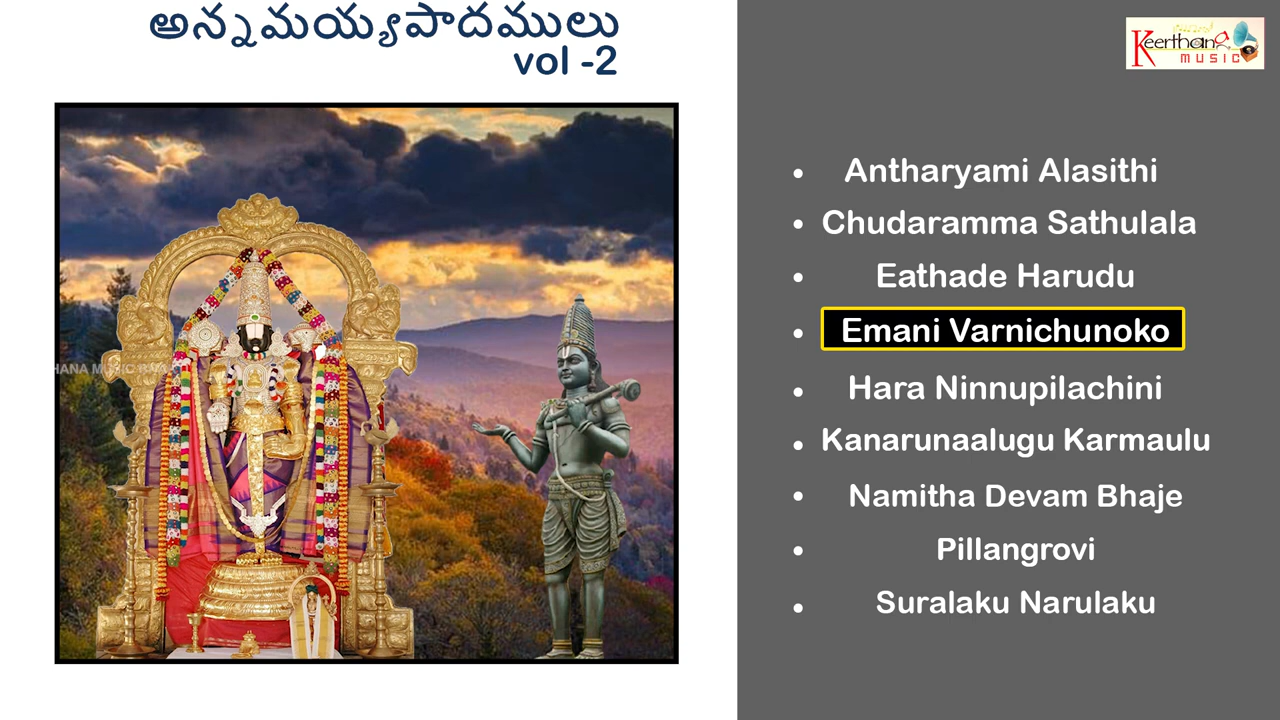 అన్నమయ్యపాదములు
vol -2
Keerthana
MUSIC
Antharyami Alasithi
Chudaramma Sathulala
Eathade Harudu
Emani Varnichunoko
Hara Ninnupilachini
Kanarunaalugu Karmaulu
Namitha Devam Bhaje
Pillangrovi
Suralaku Narulaku